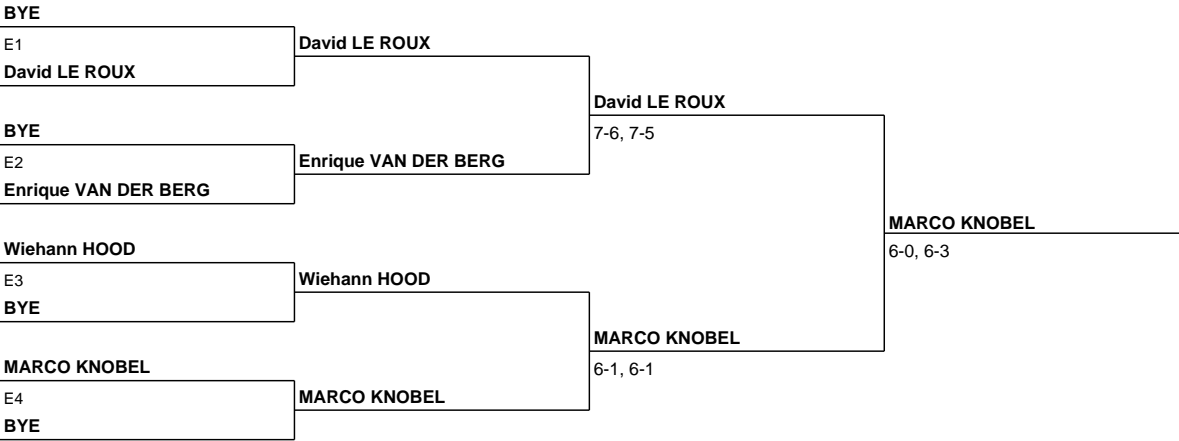 BYE
E1
David LE ROUX
BYE
E2
Enrique VAN DER BERG
Wiehann HOOD
E3
BYE
MARCO KNOBEL
E4
BYE
David LE ROUX
Enrique VAN DER BERG
Wiehann HOOD
MARCO KNOBEL
David LE ROUX
7-6, 7-5
MARCO KNOBEL
6-1, 6-1
MARCO KNOBEL
6-0, 6-3